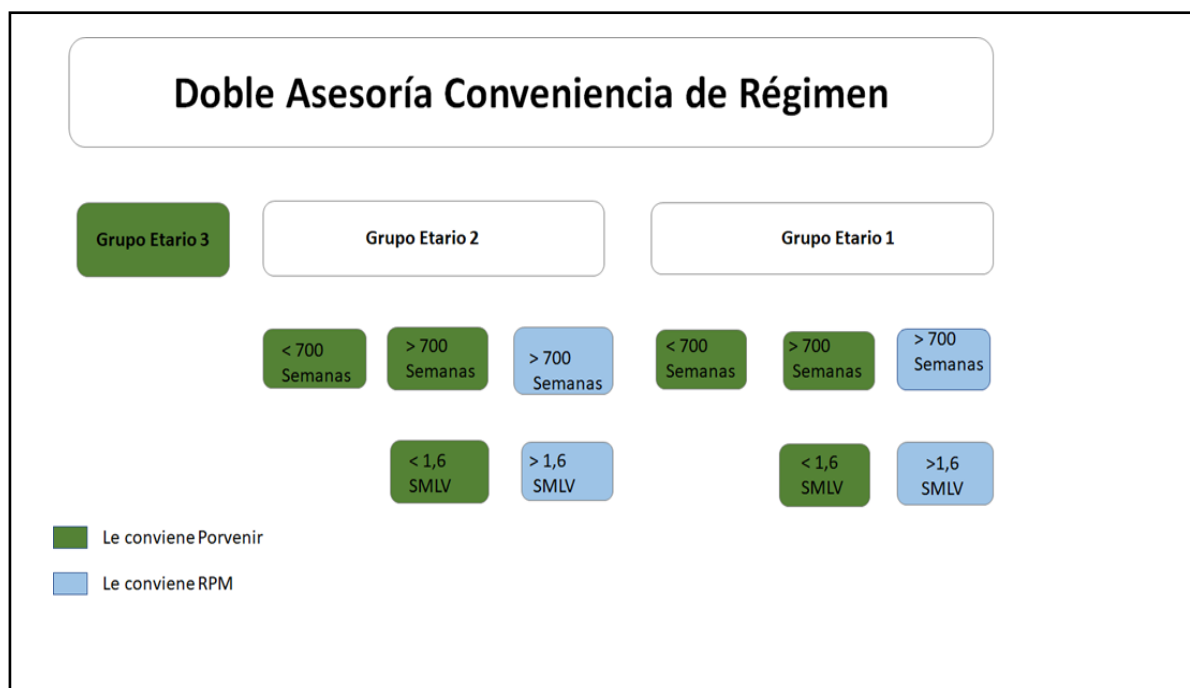 Doble Asesoría Conveniencia de Régimen
Grupo Etario 3
Grupo Etario 2
Grupo Etario 1
< 700
Semanas
> 700
Semanas
> 700
Semanas
< 700
Semanas
> 700
Semanas
> 700
Semanas
< 1,6
SMLV
> 1,6
SMLV
< 1,6
SMLV
>1,6
SMLV
Le conviene Porvenir
Le conviene RPM